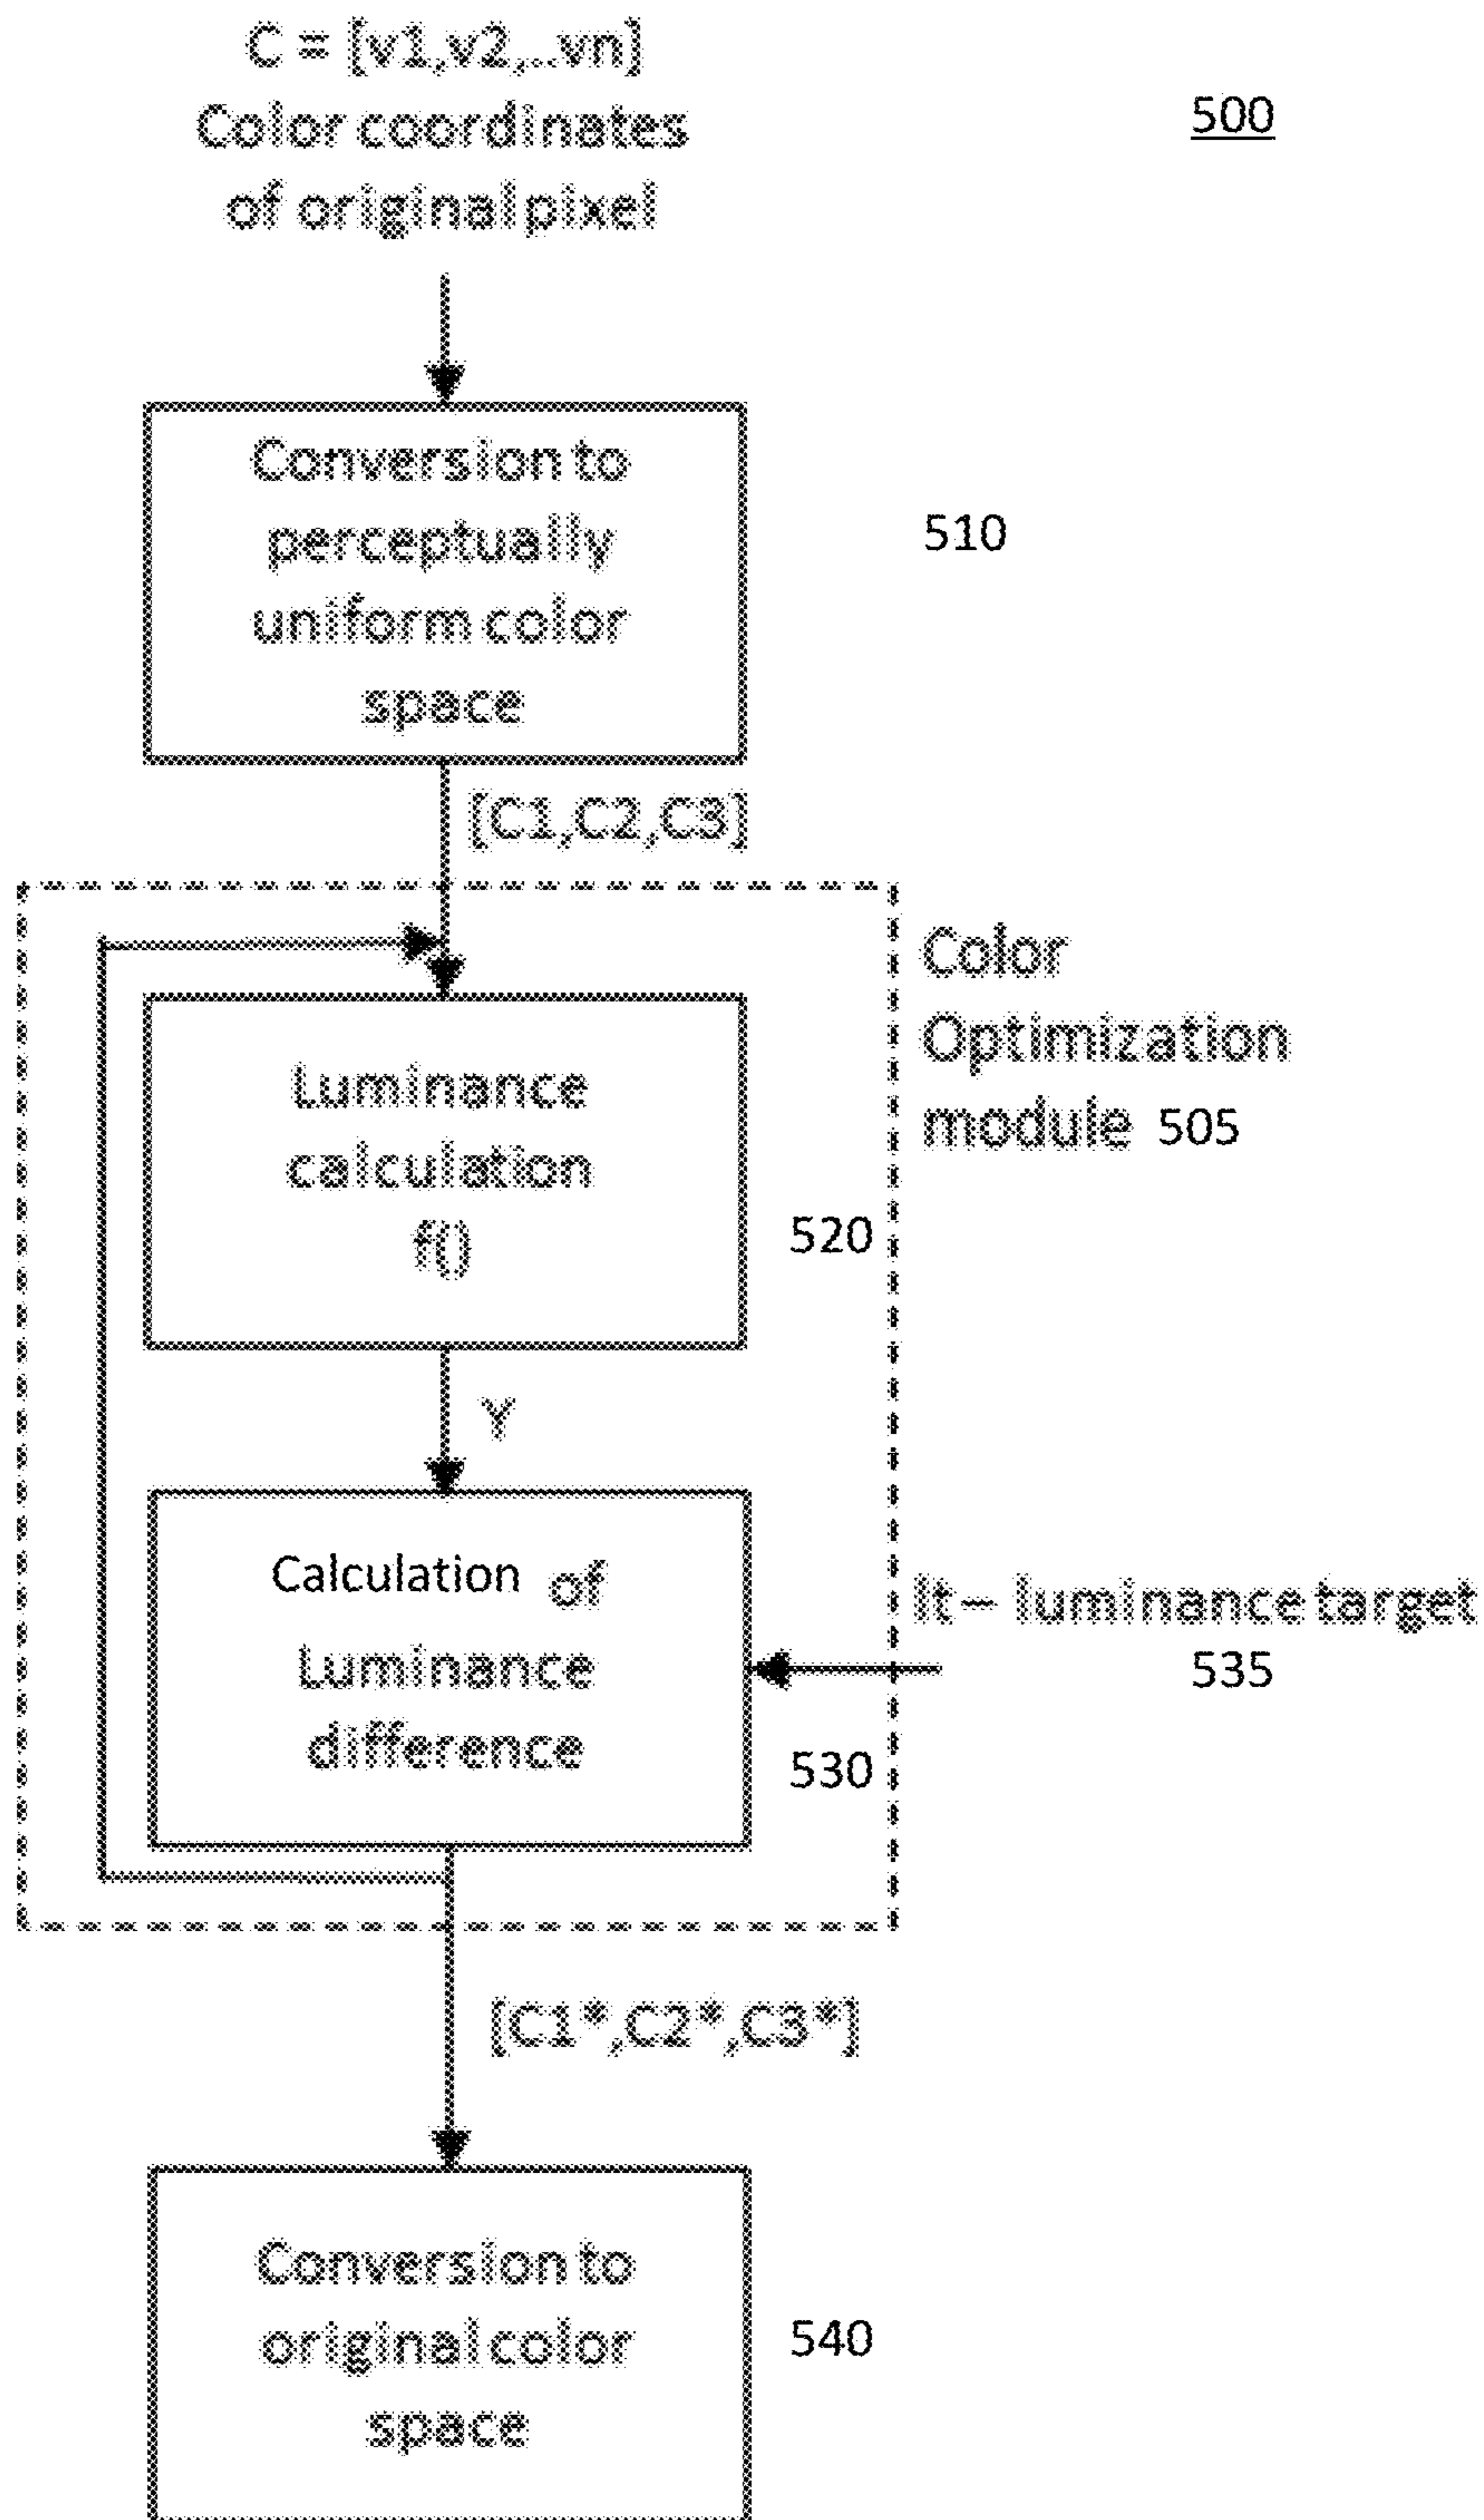 C = [v1,v2,...vn]
Color coordinates
of original pixel
500
Conversion to
perceptually
uniform color
space
510
[C1,C2,C3]
Color
Optimization
module 505
Luminance
calculation
f()
520
Y
Calculation of
Luminance
difference
530
lt – luminance target
535
[C1*,C2*,C3*]
Conversion to
original color
space
540